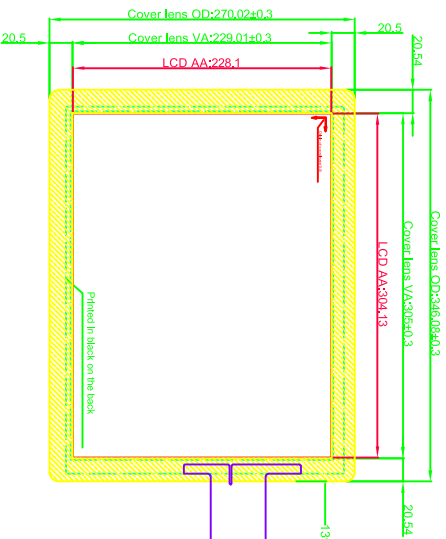 Cover lens OD:270.02±0.3
20.5
Cover lens VA:229.01±0.3
20.5
LCD AA:228.1
20.54
Cover lens OD:346.08±0.3
Cover lens VA:305±0.3
LCD AA:304.13
Printed in black on the back
20.54
13